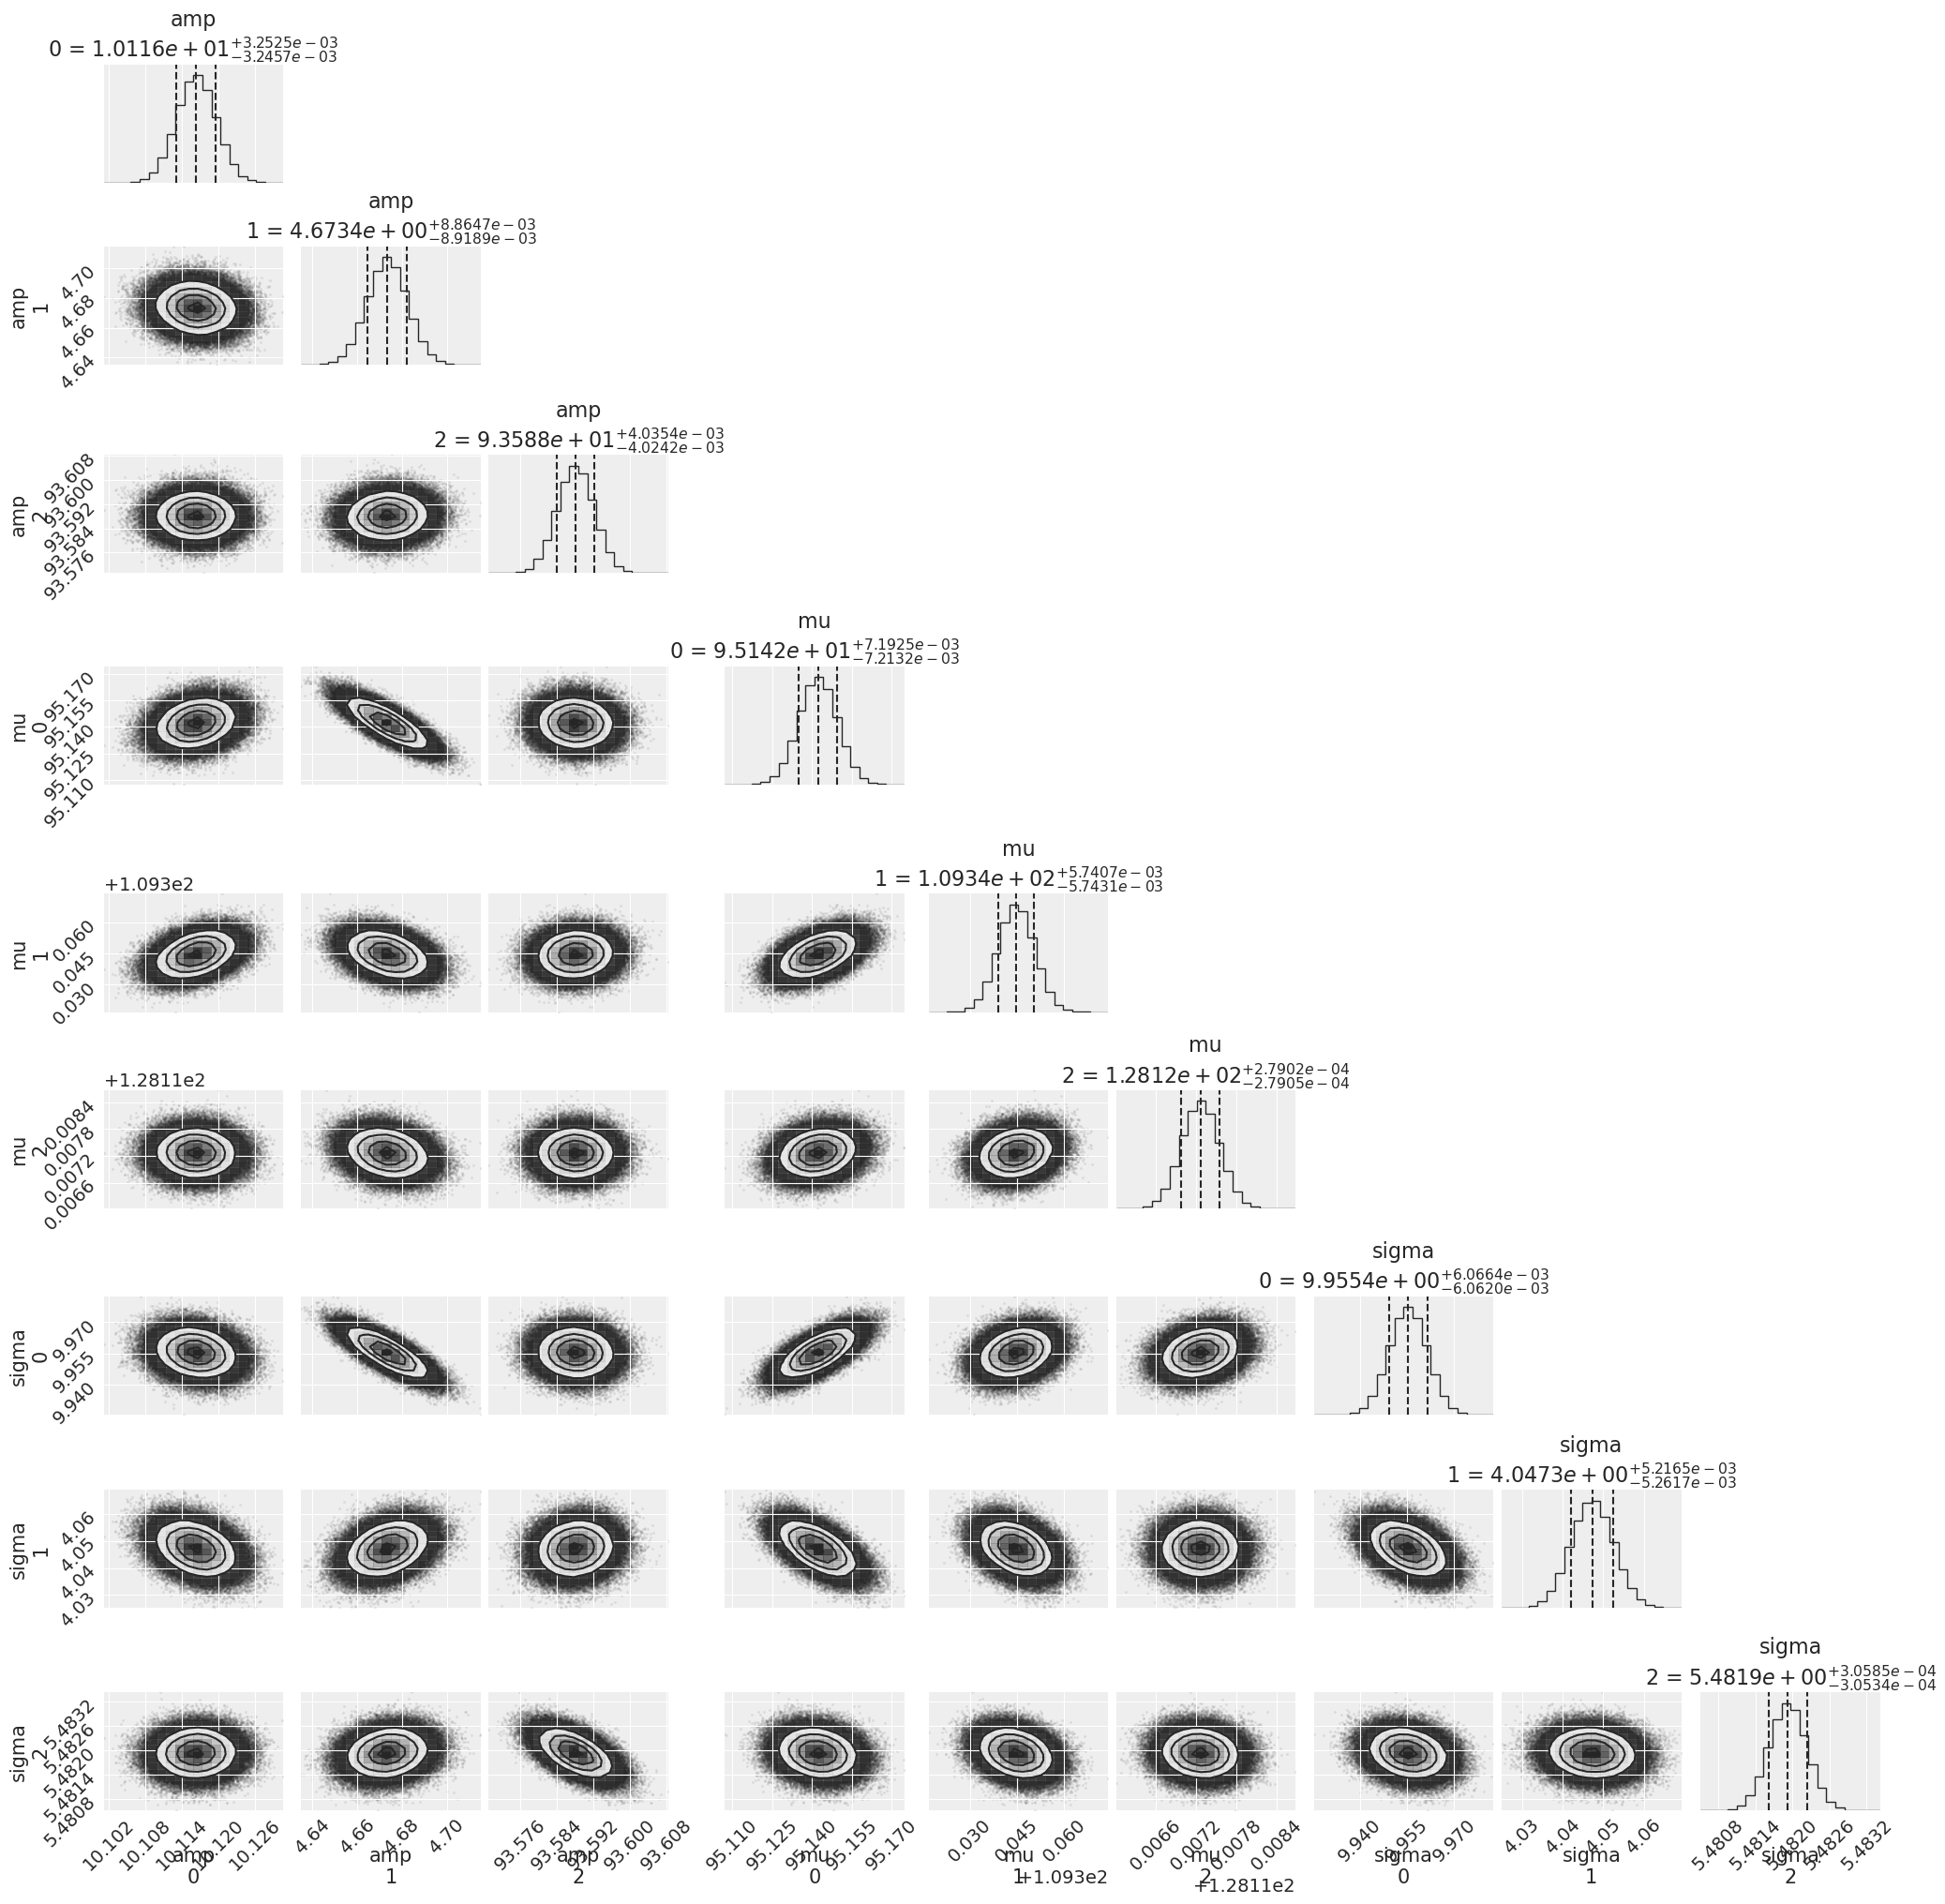 amp
0 = 1.0116e + 01 +3.2525e − 03 −3.2457e − 03
amp
1 = 4.6734e + 00 +8.8647e − 03 −8.9189e − 03
amp
1
4.70
4.68
4.66
4.64
amp
2 = 9.3588e + 01 +4.0354e − 03 −4.0242e − 03
amp
2
93.608
93.600
93.592
93.584
93.576
mu
0 = 9.5142e + 01 +7.1925e − 03 −7.2132e − 03
mu
0
95.170
95.155
95.140
95.125
95.110
mu
1 = 1.0934e + 02 +5.7407e − 03 −5.7431e − 03
+1.093e2
mu
1
0.060
0.045
0.030
mu
2 = 1.2812e + 02 +2.7902e − 04 −2.7905e − 04
+1.2811e2
mu
2
0.0084
0.0078
0.0072
0.0066
sigma
0 = 9.9554e + 00 +6.0664e − 03 −6.0620e − 03
sigma
0
9.970
9.955
9.940
sigma
1 = 4.0473e + 00 +5.2165e − 03 −5.2617e − 03
sigma
1
4.06
4.05
4.04
4.03
sigma
2 = 5.4819e + 00 +3.0585e − 04 −3.0534e − 04
sigma
2
5.4832
5.4826
5.4820
5.4814
5.4808
10.102 10.108 10.114 10.120 10.126
4.64 4.66 4.68 4.70
93.576 93.584 93.592 93.600 93.608
95.110 95.125 95.140 95.155 95.170
0.030 0.045 0.060
0.0066 0.0072 0.0078 0.0084
9.940 9.955 9.970
4.03 4.04 4.05 4.06
5.4808 5.4814 5.4820 5.4826 5.4832
amp amp amp mu mu mu sigma sigma sigma
0 1 2 0 1 2 0 1 2
+1.093e2 +1.2811e2